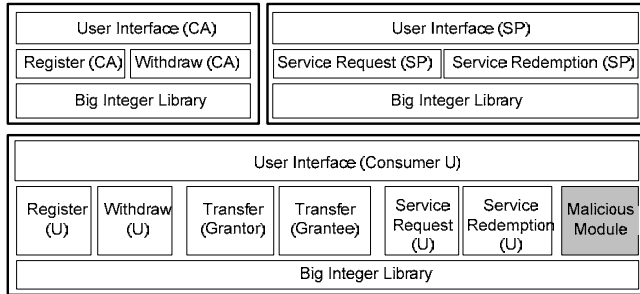 User Interface (CA)
Register (CA) Withdraw (CA)
Big Integer Library
User Interface (SP)
Service Request (SP) Service Redemption (SP)
Big Integer Library
User Interface (Consumer U)
Register
(U)
Withdraw
(U)
Transfer
(Grantor)
Transfer
(Grantee)
Service
Request
(U)
Service
Redemption
(U)
Malicious
Module
Big Integer Library